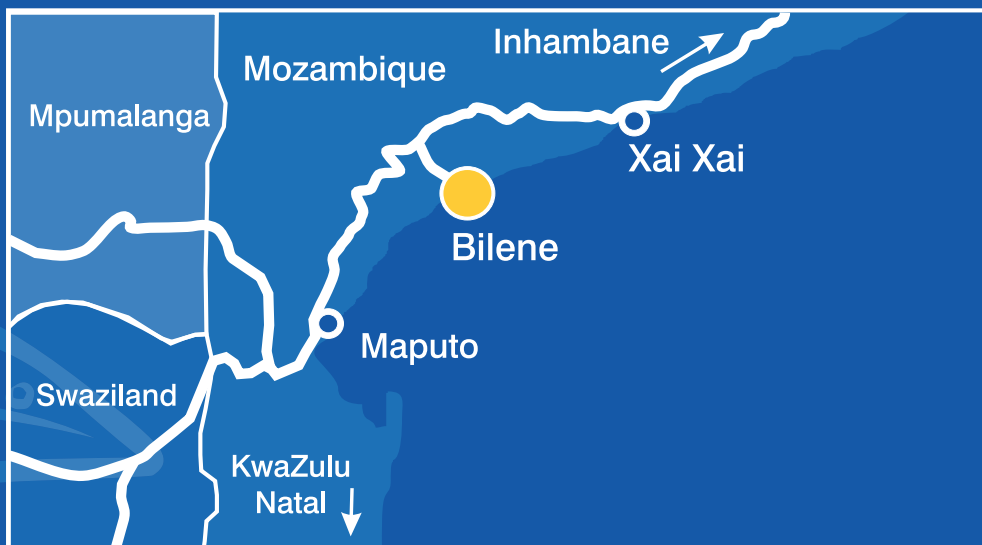 Inhambane
Mozambique
Mpumalanga
Xai Xai
Bilene
Maputo
Swaziland
KwaZulu
Natal